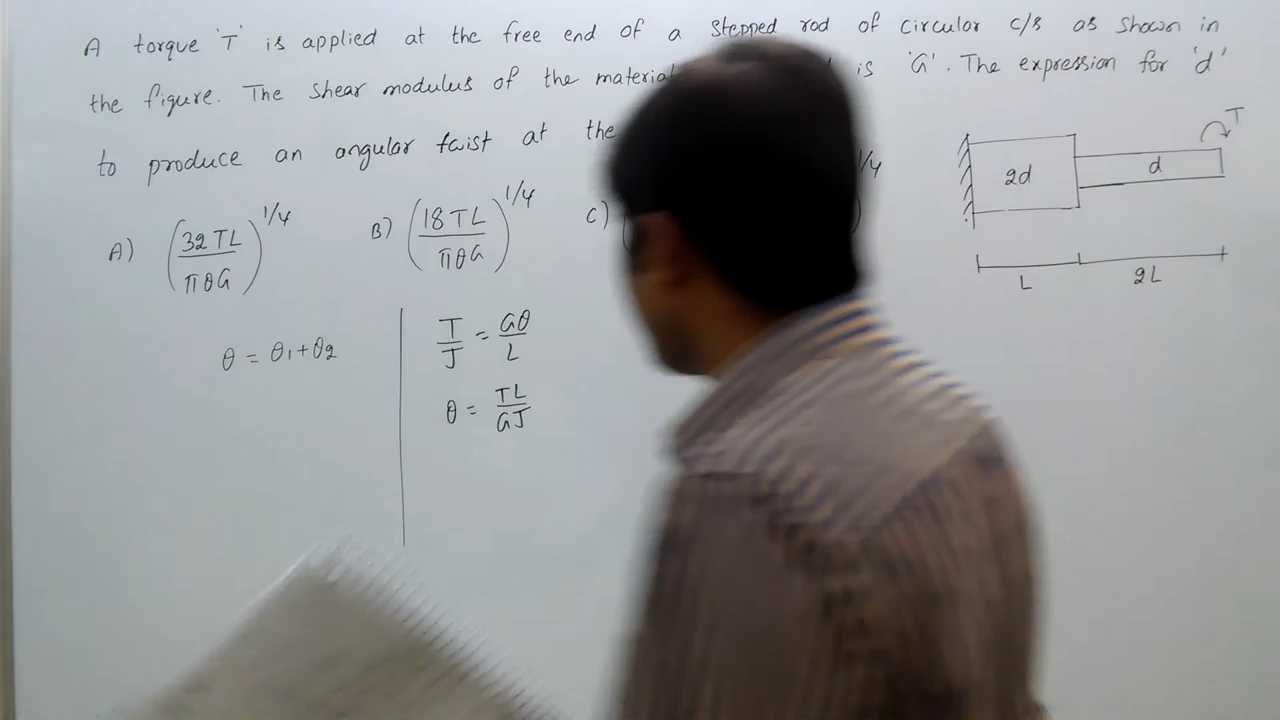 A torque 'T' is applied at the free end of a stepped rod of circular c/s as shown in
the figure. The shear modulus of the material is 'G'. The expression for 'd'
to produce an angular twist at the
A) (32TL/πθG)^1/4 B) (18TL/πθG)^1/4 C) ( )^1/4
θ = θ1+θ2
T/J = Gθ/L
θ = TL/GJ
T
2d d
L 2L